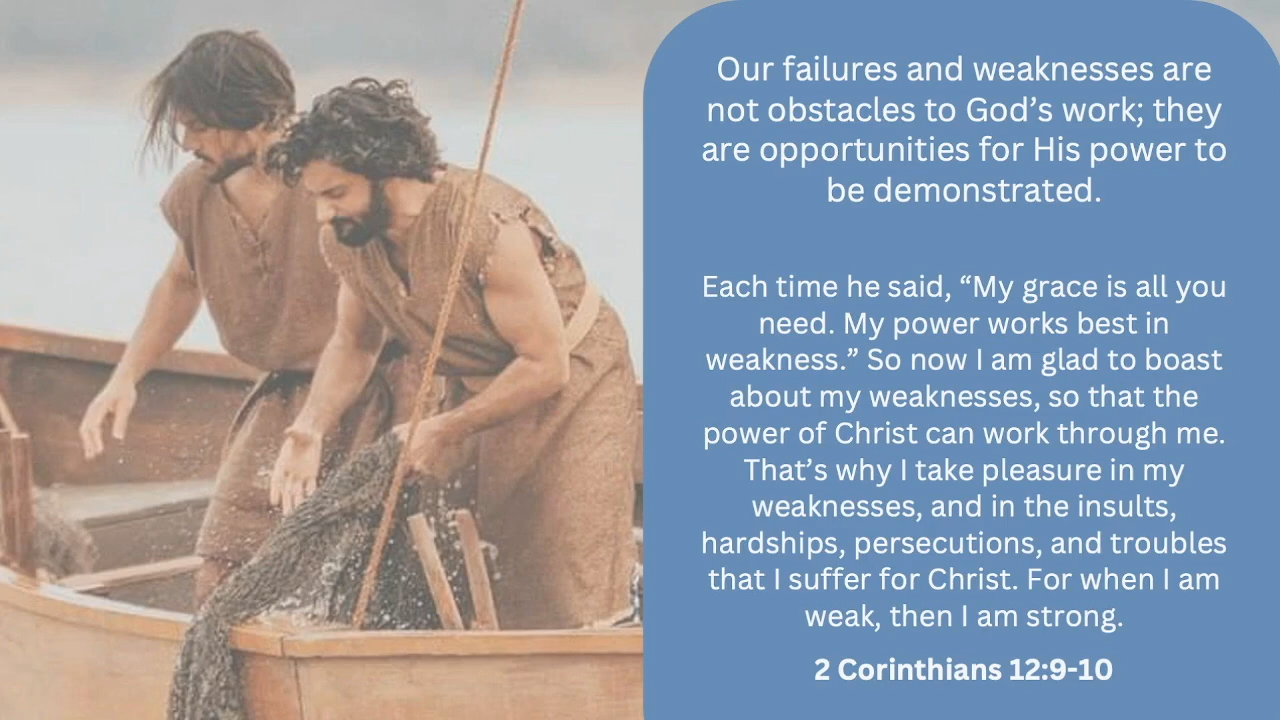 Our failures and weaknesses are
not obstacles to God’s work; they
are opportunities for His power to
be demonstrated.
Each time he said, “My grace is all you
need. My power works best in
weakness.” So now I am glad to boast
about my weaknesses, so that the
power of Christ can work through me.
That’s why I take pleasure in my
weaknesses, and in the insults,
hardships, persecutions, and troubles
that I suffer for Christ. For when I am
weak, then I am strong.
2 Corinthians 12:9-10